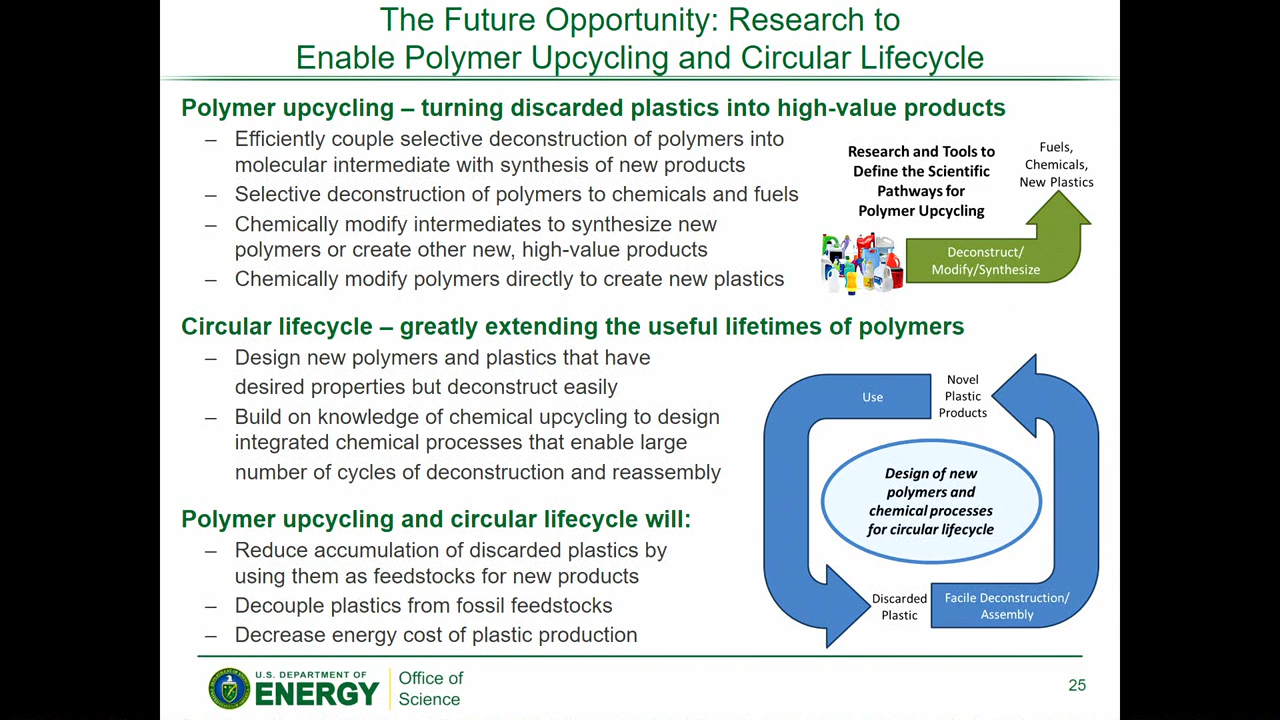 The Future Opportunity: Research to
Enable Polymer Upcycling and Circular Lifecycle
Polymer upcycling – turning discarded plastics into high-value products
– Efficiently couple selective deconstruction of polymers into
molecular intermediate with synthesis of new products
– Selective deconstruction of polymers to chemicals and fuels
– Chemically modify intermediates to synthesize new
polymers or create other new, high-value products
– Chemically modify polymers directly to create new plastics
Research and Tools to
Define the Scientific
Pathways for
Polymer Upcycling
Fuels,
Chemicals,
New Plastics
Deconstruct/
Modify/Synthesize
Circular lifecycle – greatly extending the useful lifetimes of polymers
– Design new polymers and plastics that have
desired properties but deconstruct easily
– Build on knowledge of chemical upcycling to design
integrated chemical processes that enable large
number of cycles of deconstruction and reassembly
Use
Novel
Plastic
Products
Design of new
polymers and
chemical processes
for circular lifecycle
Discarded
Plastic
Facile Deconstruction/
Assembly
Polymer upcycling and circular lifecycle will:
– Reduce accumulation of discarded plastics by
using them as feedstocks for new products
– Decouple plastics from fossil feedstocks
– Decrease energy cost of plastic production
U.S. DEPARTMENT OF
ENERGY
Office of
Science
25